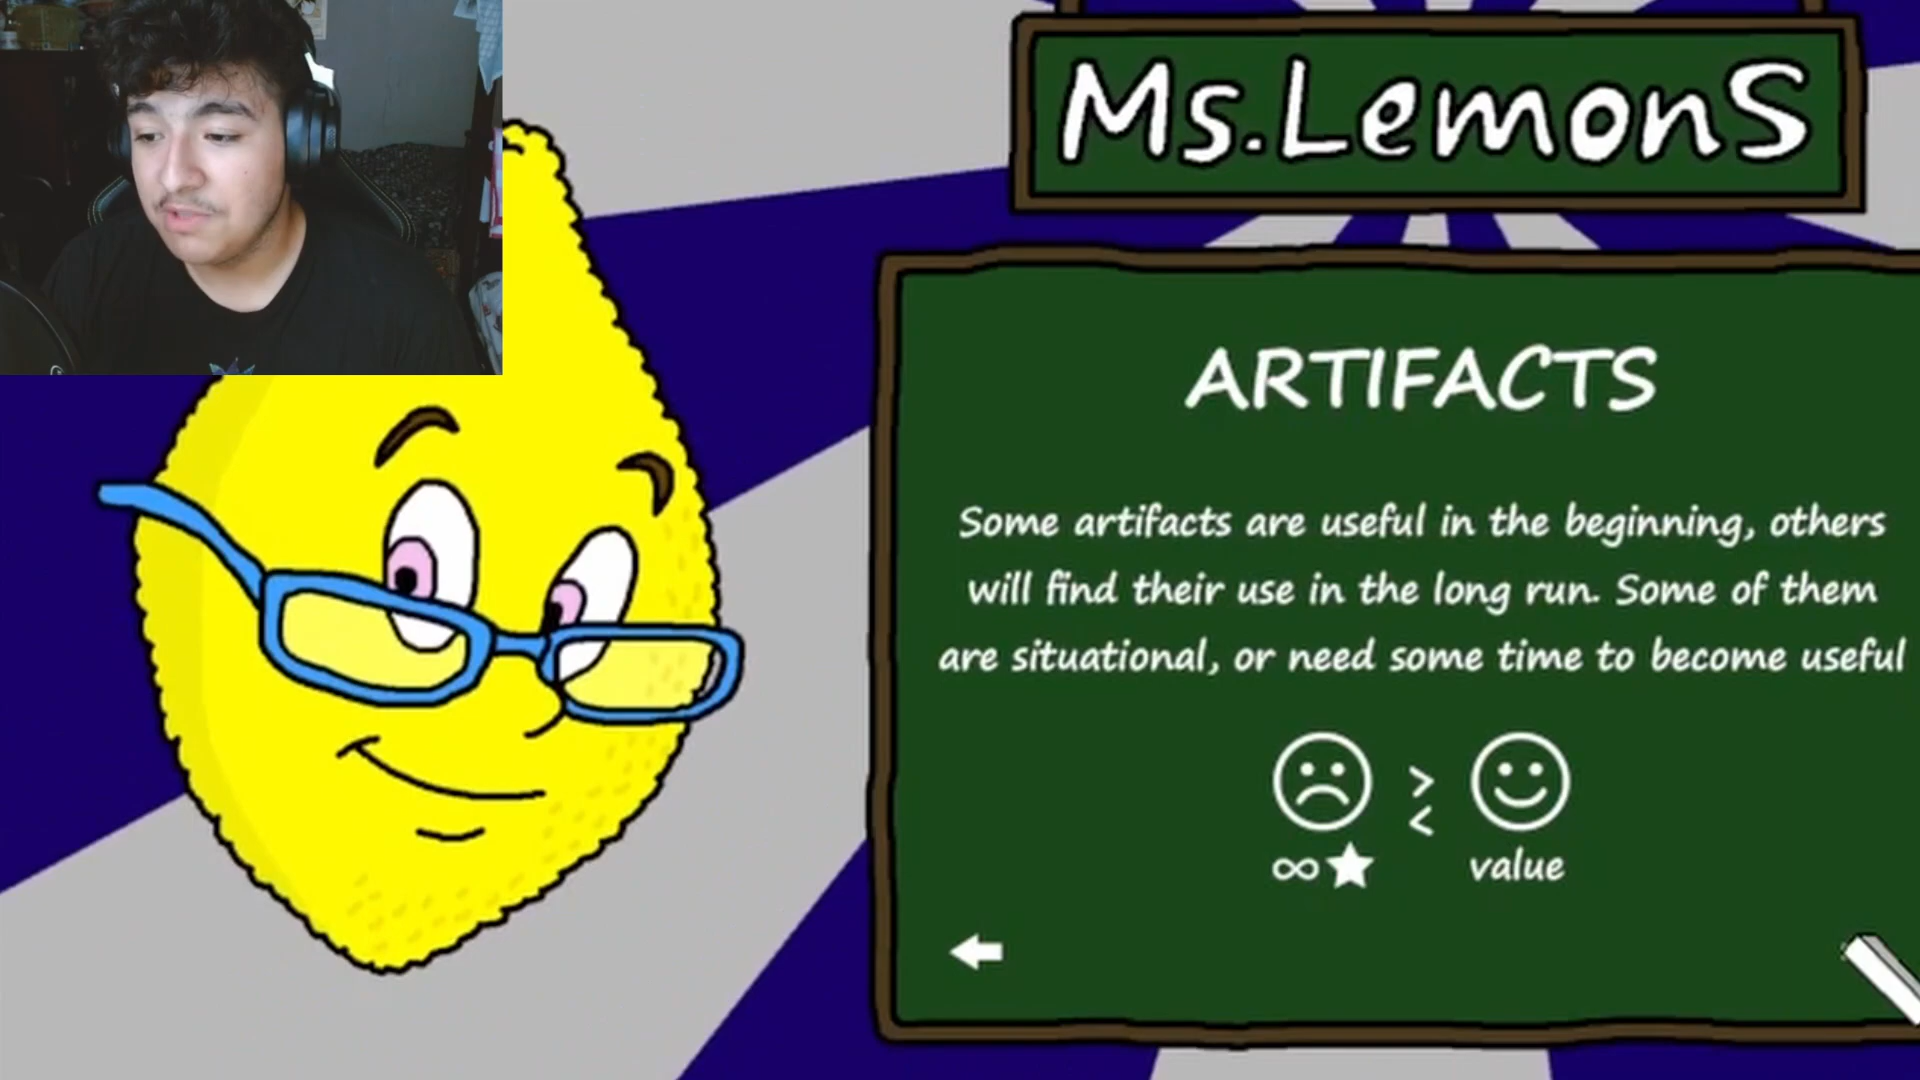 Ms.LemonS
ARTIFACTS
Some artifacts are useful in the beginning, others
will find their use in the long run. Some of them
are situational, or need some time to become useful
>
<
∞★ value